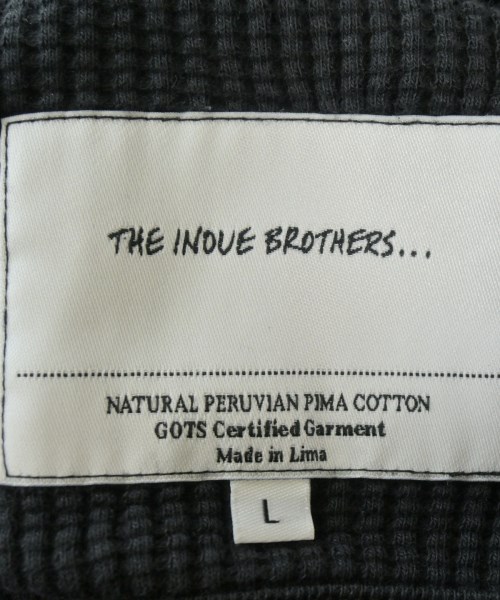 THE INOUE BROTHERS...
NATURAL PERUVIAN PIMA COTTON
GOTS Certified Garment
Made in Lima
L